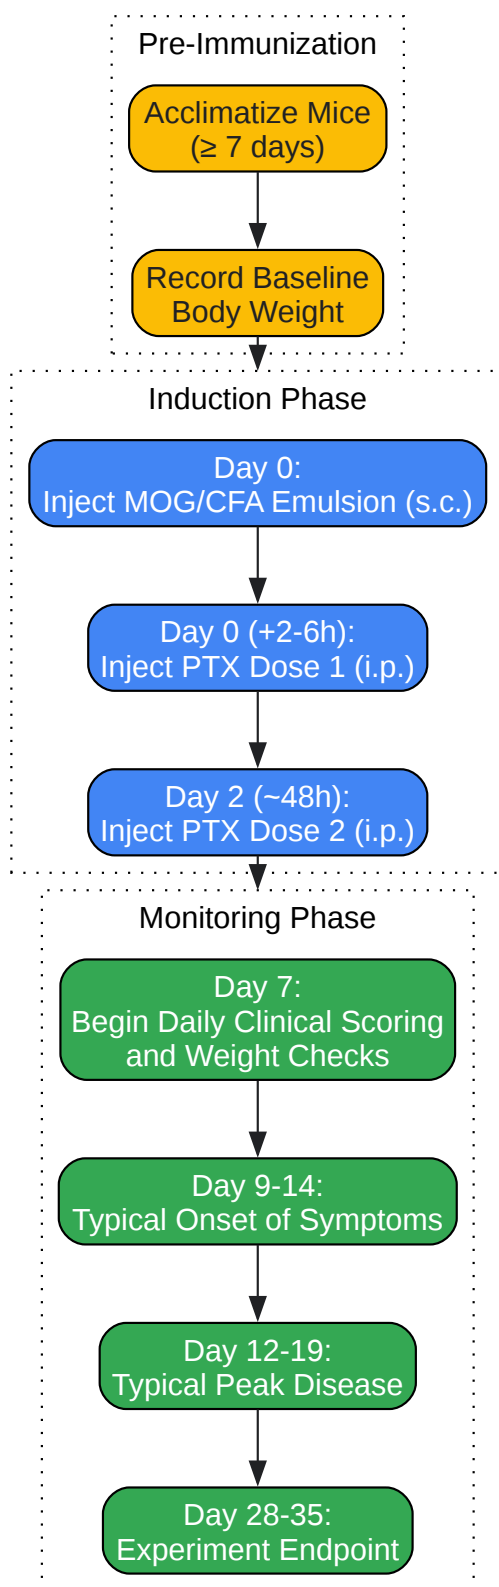 Pre-Immunization
Acclimatize Mice
(≥ 7 days)
Record Baseline
Body Weight
Induction Phase
Day 0:
Inject MOG/CFA Emulsion (s.c.)
Day 0 (+2-6h):
Inject PTX Dose 1 (i.p.)
Day 2 (~48h):
Inject PTX Dose 2 (i.p.)
Monitoring Phase
Day 7:
Begin Daily Clinical Scoring
and Weight Checks
Day 9-14:
Typical Onset of Symptoms
Day 12-19:
Typical Peak Disease
Day 28-35:
Experiment Endpoint